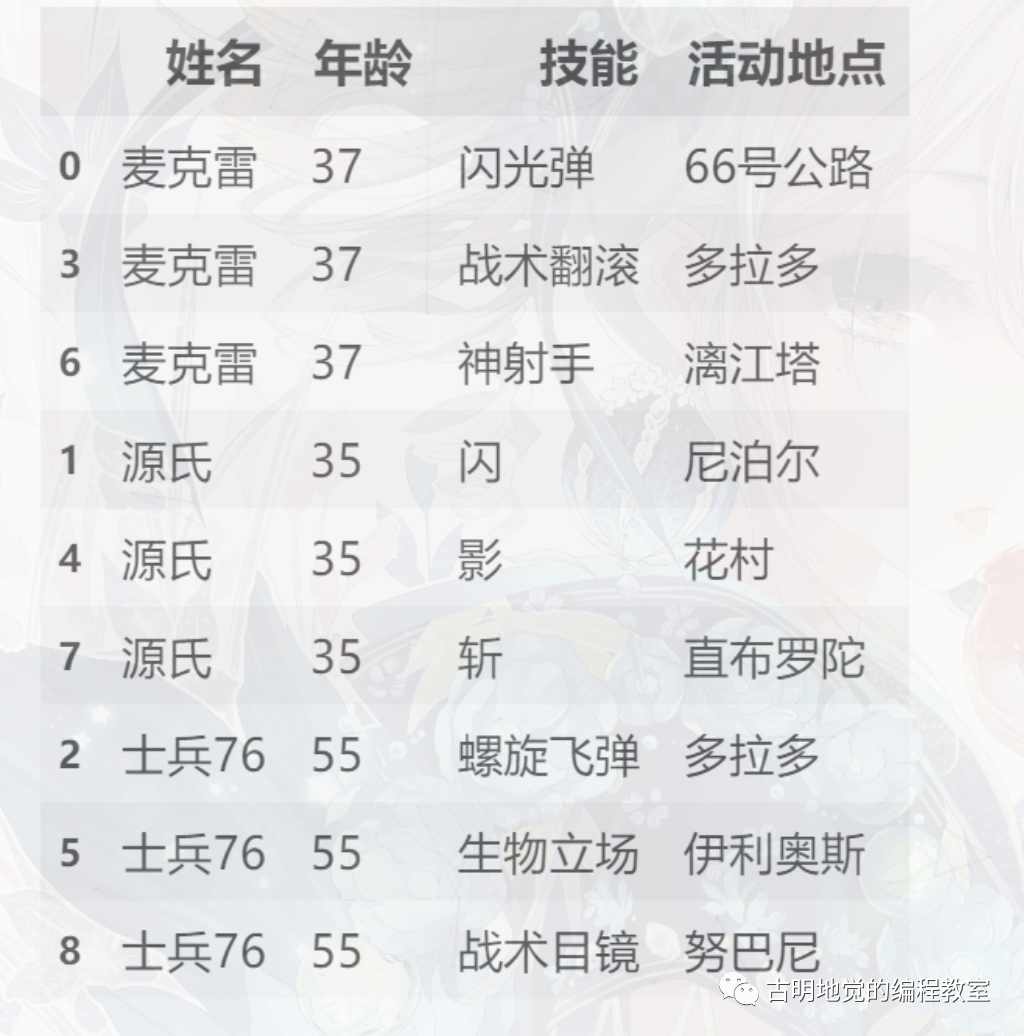 姓名 年龄 技能 活动地点
0 麦克雷 37 闪光弹 66号公路
3 麦克雷 37 战术翻滚 多拉多
6 麦克雷 37 神射手 漓江塔
1 源氏 35 闪 尼泊尔
4 源氏 35 影 花村
7 源氏 35 斩 直布罗陀
2 士兵76 55 螺旋飞弹 多拉多
5 士兵76 55 生物立场 伊利奥斯
8 士兵76 55 战术目镜 努巴尼
古明地觉的编程教室